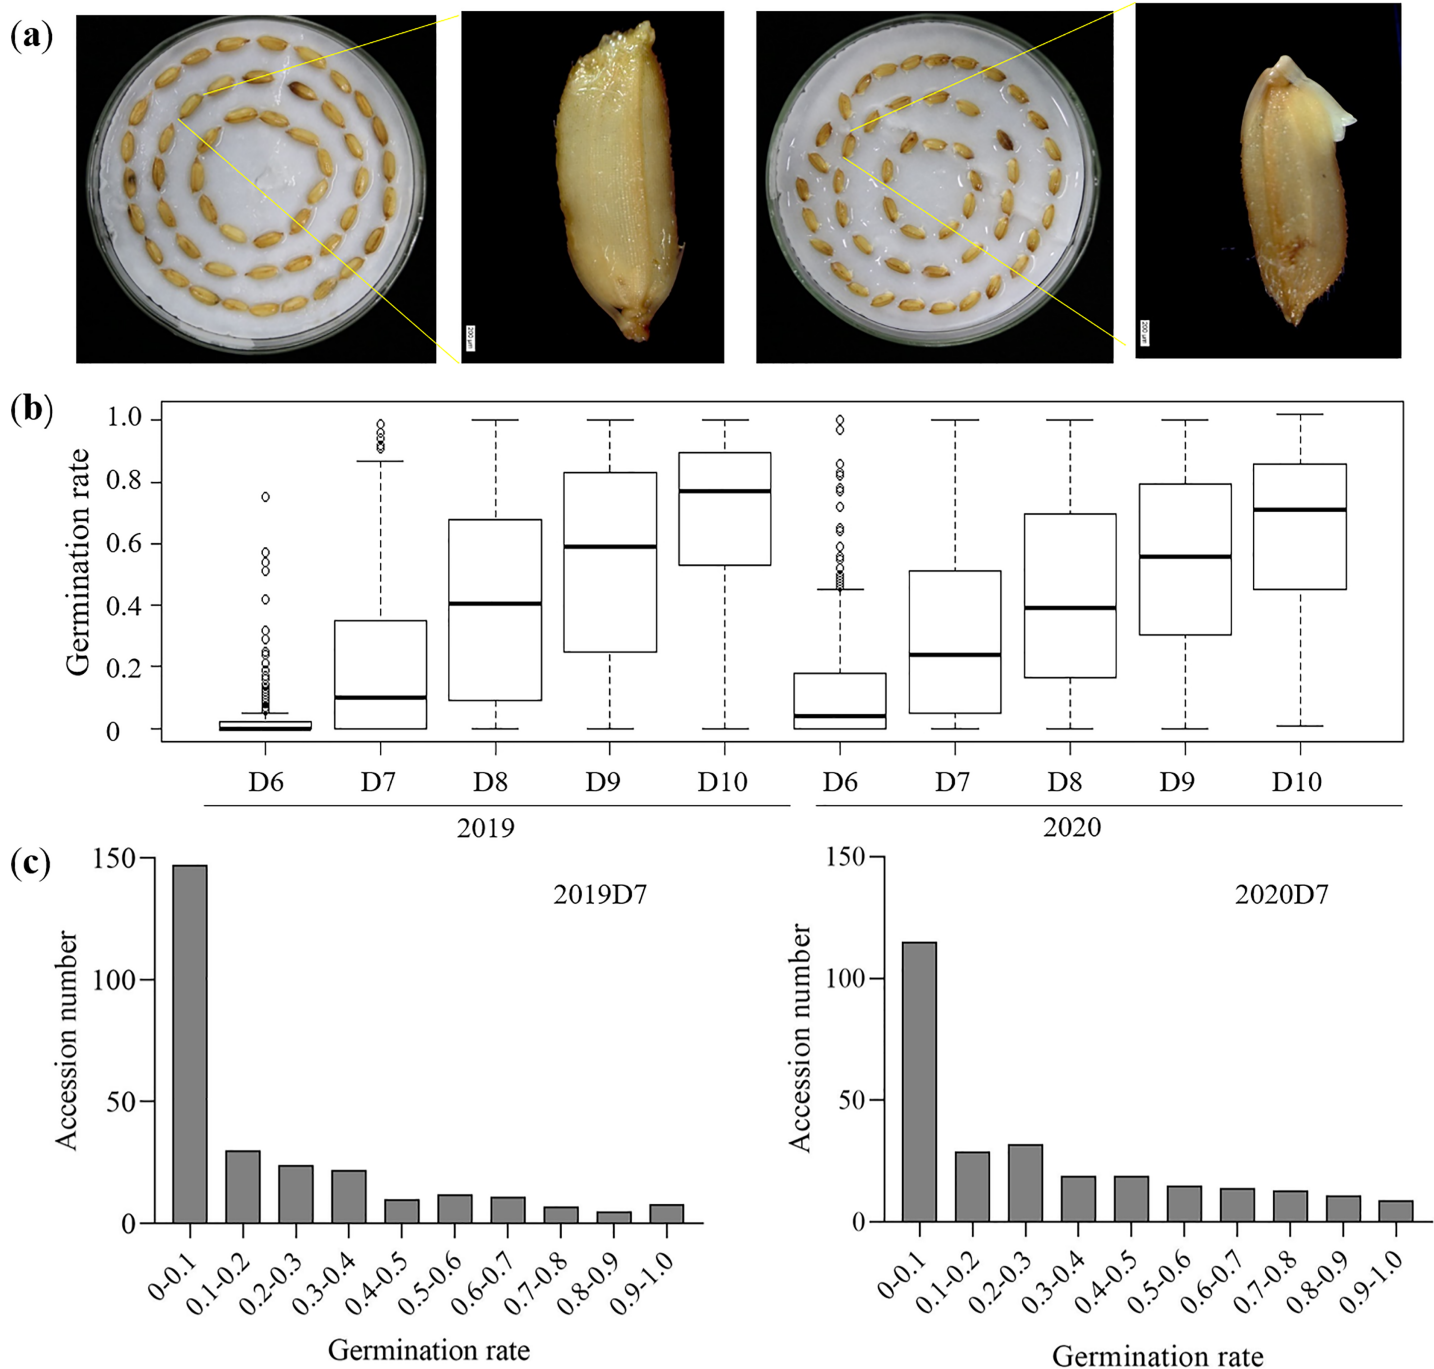 (a)
200 μm
200 μm
(b)
Germination rate
1.0
0.8
0.6
0.4
0.2
0
D6 D7 D8 D9 D10 D6 D7 D8 D9 D10
2019 2020
(c)
Accession number
150
100
50
0
2019D7
0-0.1 0.1-0.2 0.2-0.3 0.3-0.4 0.4-0.5 0.5-0.6 0.6-0.7 0.7-0.8 0.8-0.9 0.9-1.0
Germination rate
Accession number
150
100
50
0
2020D7
0-0.1 0.1-0.2 0.2-0.3 0.3-0.4 0.4-0.5 0.5-0.6 0.6-0.7 0.7-0.8 0.8-0.9 0.9-1.0
Germination rate